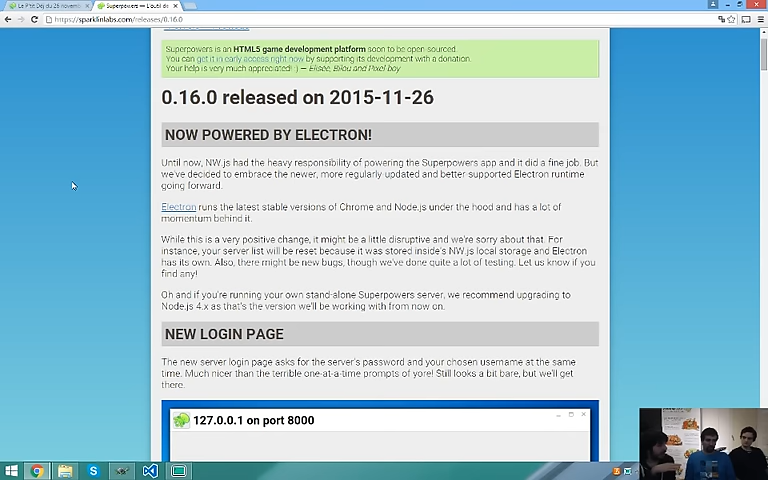 Le P'tit Dej du 26 novemb
Superpowers — L'outil de
https://sparklinlabs.com/releases/0.16.0
Superpowers is an HTML5 game development platform soon to be open-sourced.
You can get it in early access right now by supporting its development with a donation.
Your help is very much appreciated! :) — Elisée, Bilou and Pixel-boy
0.16.0 released on 2015-11-26
NOW POWERED BY ELECTRON!
Until now, NW.js had the heavy responsibility of powering the Superpowers app and it did a fine job. But
we've decided to embrace the newer, more regularly updated and better-supported Electron runtime
going forward.
Electron runs the latest stable versions of Chrome and Node.js under the hood and has a lot of
momentum behind it.
While this is a very positive change, it might be a little disruptive and we're sorry about that. For
instance, your server list will be reset because it was stored inside's NW.js local storage and Electron
has its own. Also, there might be new bugs, though we've done quite a lot of testing. Let us know if you
find any!
Oh and if you're running your own stand-alone Superpowers server, we recommend upgrading to
Node.js 4.x as that's the version we'll be working with from now on.
NEW LOGIN PAGE
The new server login page asks for the server's password and your chosen username at the same
time. Much nicer than the terrible one-at-a-time prompts of yore! Still looks a bit bare, but we'll get
there.
127.0.0.1 on port 8000